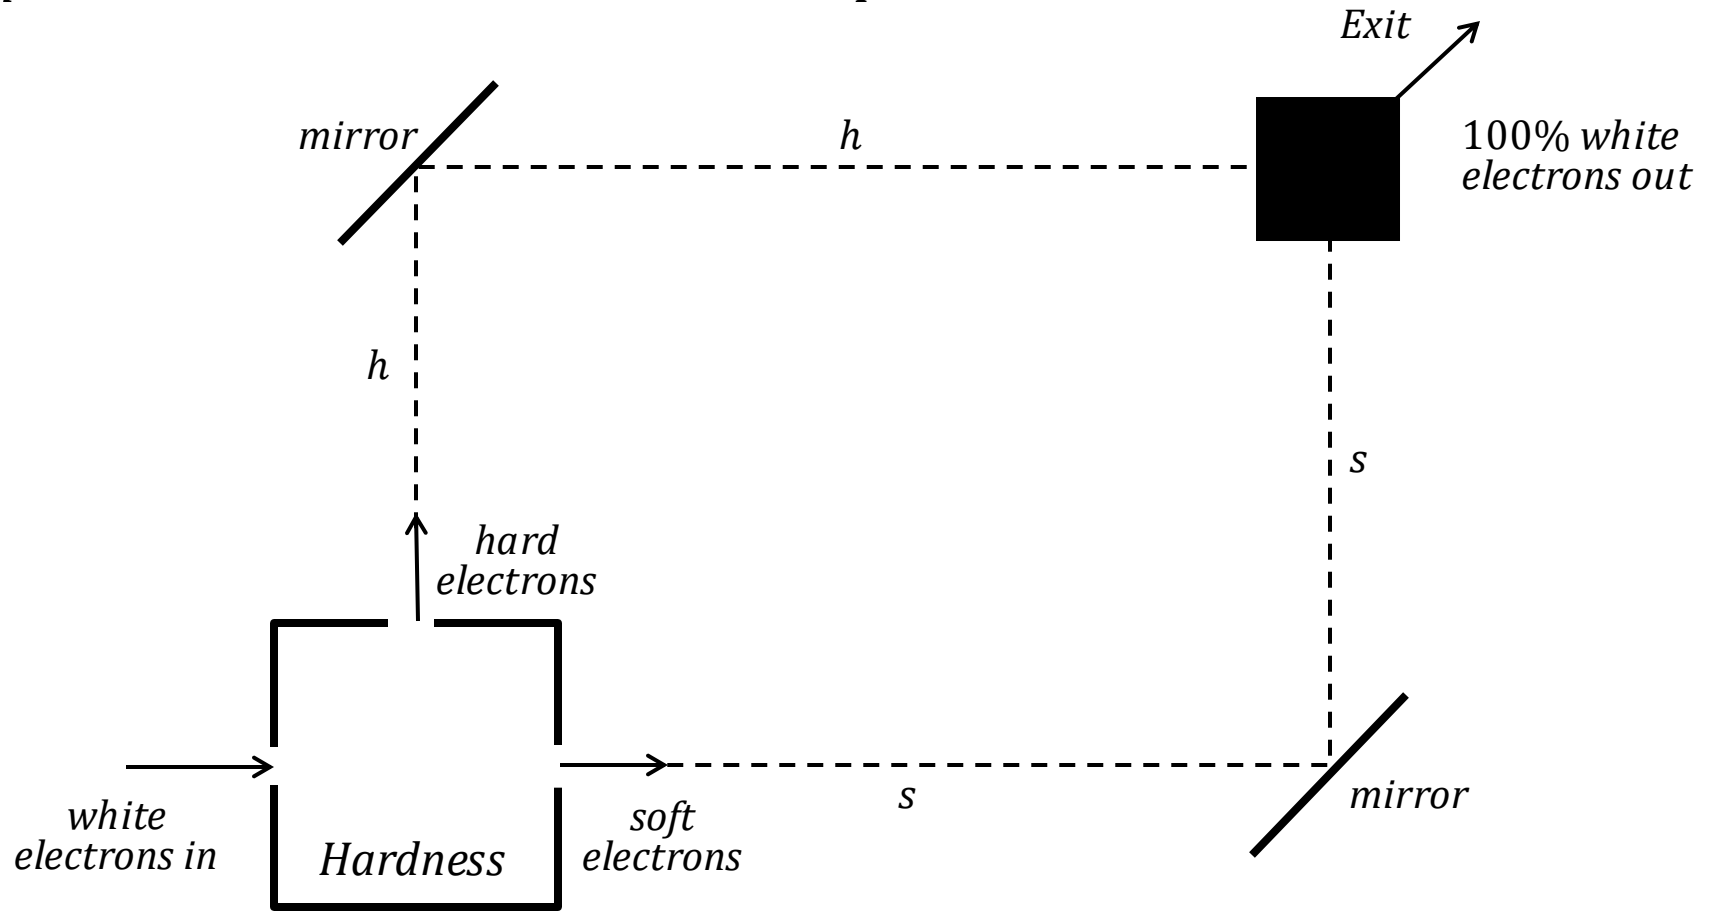 Exit
mirror
h
100% white
electrons out
h
s
hard
electrons
white
electrons in
Hardness
soft
electrons
s
mirror